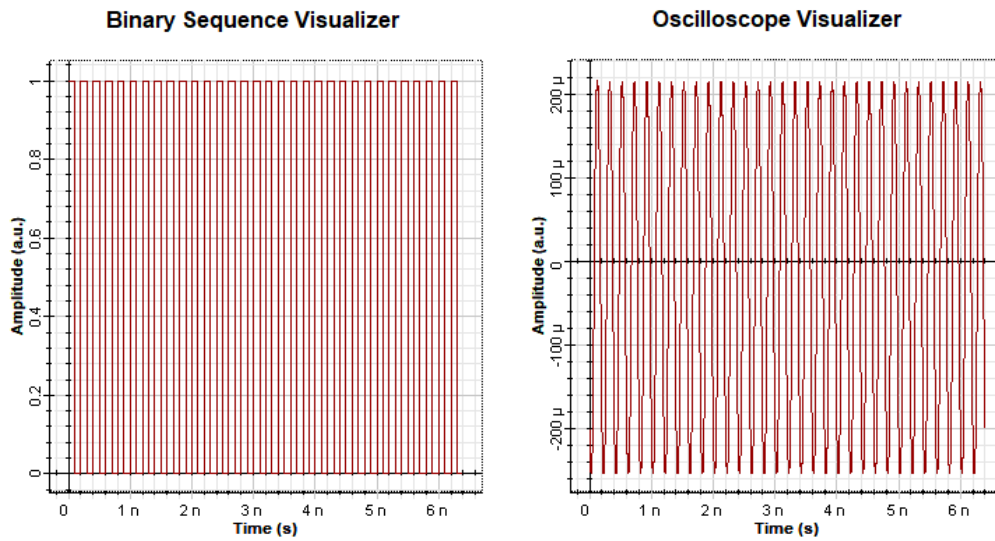 Binary Sequence Visualizer
Amplitude (a.u.)
1
0.8
0.6
0.4
0.2
0
0 1 n 2 n 3 n 4 n 5 n 6 n
Time (s)
Oscilloscope Visualizer
Amplitude (a.u.)
200 µ
100 µ
0
-100 µ
-200 µ
0 1 n 2 n 3 n 4 n 5 n 6 n
Time (s)